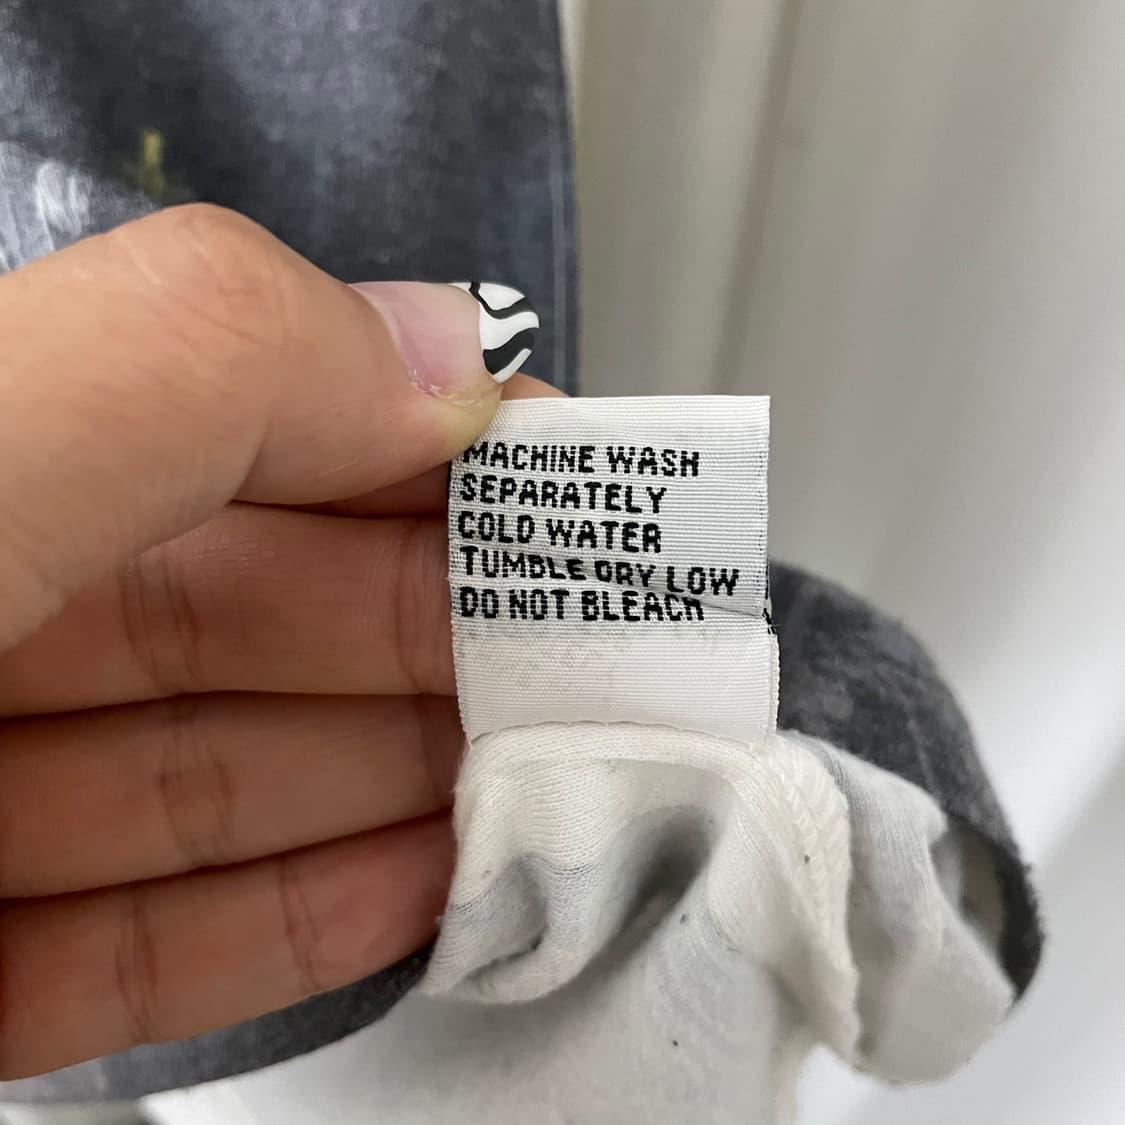 MACHINE WASH
SEPARATELY
COLD WATER
TUMBLE DRY LOW
DO NOT BLEACH